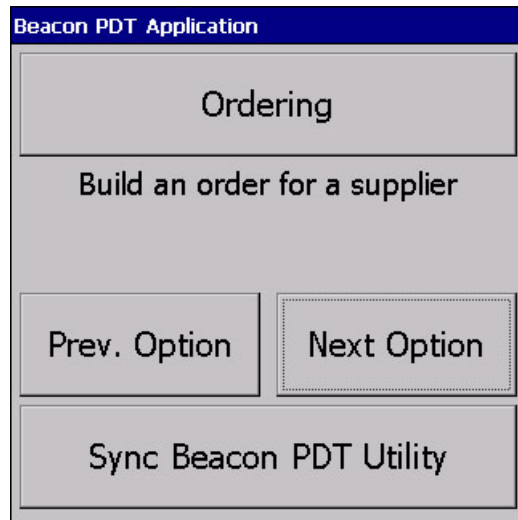 Beacon PDT Application
Ordering
Build an order for a supplier
Prev. Option
Next Option
Sync Beacon PDT Utility